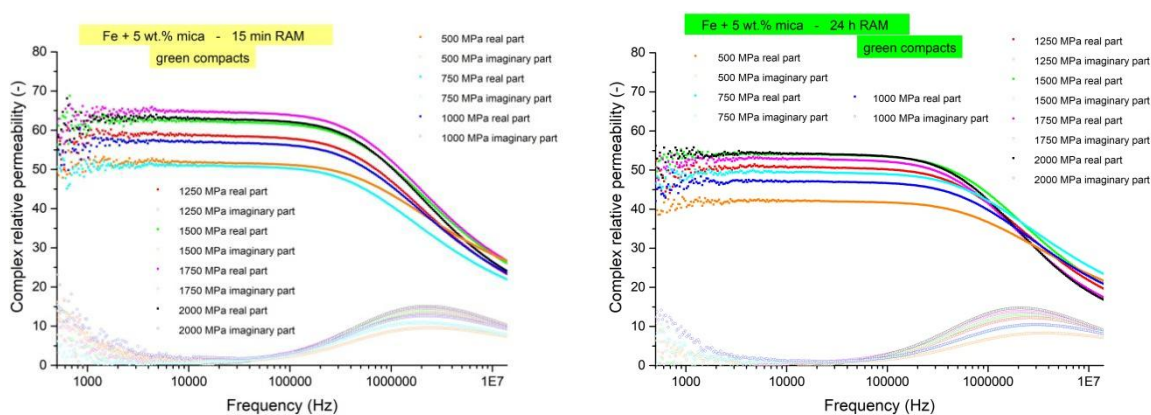 Fe + 5 wt.% mica - 15 min RAM
green compacts
Complex relative permeability (-)
80
70
60
50
40
30
20
10
0
500 MPa real part
500 MPa imaginary part
750 MPa real part
750 MPa imaginary part
1000 MPa real part
1000 MPa imaginary part
1250 MPa real part
1250 MPa imaginary part
1500 MPa real part
1500 MPa imaginary part
1750 MPa real part
1750 MPa imaginary part
2000 MPa real part
2000 MPa imaginary part
1000
10000
100000
1000000
1E7
Frequency (Hz)
Fe + 5 wt.% mica - 24 h RAM
green compacts
Complex relative permeability (-)
80
70
60
50
40
30
20
10
0
500 MPa real part
500 MPa imaginary part
750 MPa real part
750 MPa imaginary part
1000 MPa real part
1000 MPa imaginary part
1250 MPa real part
1250 MPa imaginary part
1500 MPa real part
1500 MPa imaginary part
1750 MPa real part
1750 MPa imaginary part
2000 MPa real part
2000 MPa imaginary part
1000
10000
100000
1000000
1E7
Frequency (Hz)